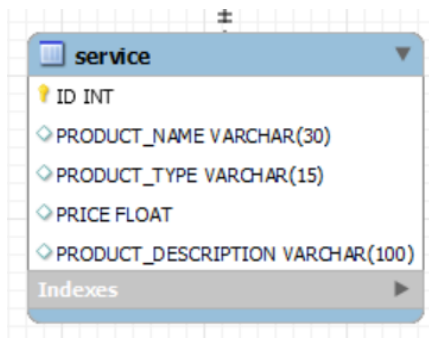 service
ID INT
PRODUCT_NAME VARCHAR(30)
PRODUCT_TYPE VARCHAR(15)
PRICE FLOAT
PRODUCT_DESCRIPTION VARCHAR(100)
Indexes